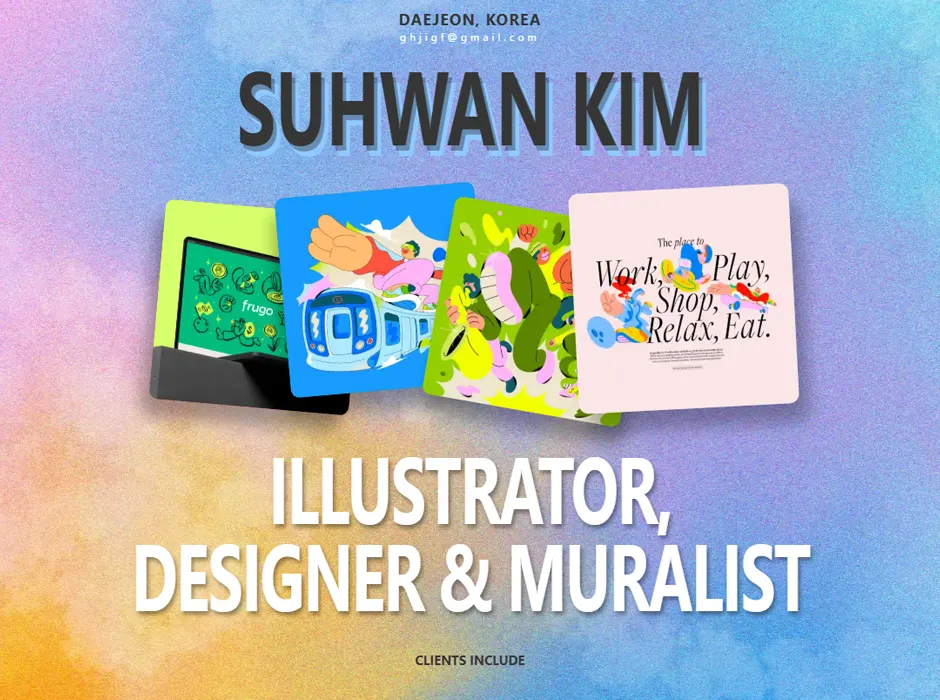 DAEJEON, KOREA
ghjigf@gmail.com
SUHWAN KIM
frugo
The place to
Work, Play,
Shop,
Relax, Eat.
ILLUSTRATOR,
DESIGNER & MURALIST
CLIENTS INCLUDE